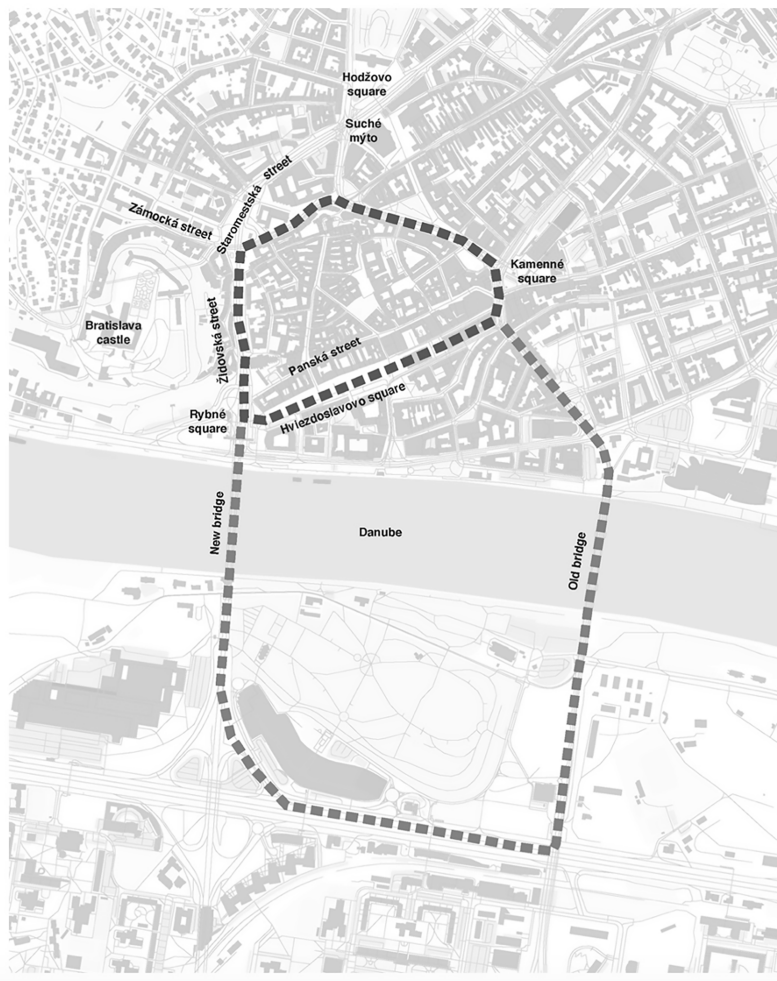 Hodžovo
square
Suché
mýto
Staromestská street
Zámocká street
Kamenné
square
Bratislava
castle
Židovská street
Panská street
Hviezdoslavovo square
Rybné
square
New bridge
Danube
Old bridge